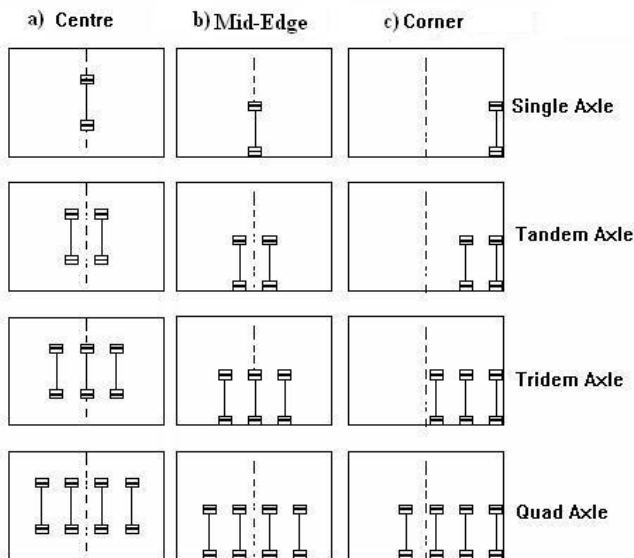 a) Centre b) Mid-Edge c) Corner
Single Axle
Tandem Axle
Tridem Axle
Quad Axle